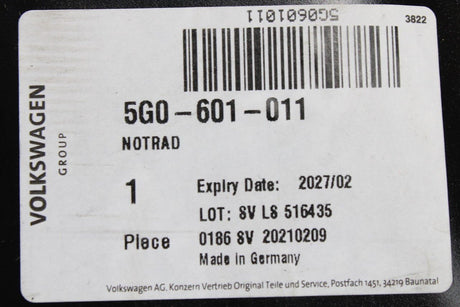 5G0601011
3822
VOLKSWAGEN
GROUP
5G0-601-011
NOTRAD
1 Expiry Date: 2027/02
LOT: 8V L8 516435
Piece 0186 8V 20210209
Made in Germany
Volkswagen AG. Konzern Vertrieb Original Teile und Service, Postfach 1451, 34219 Baunatal